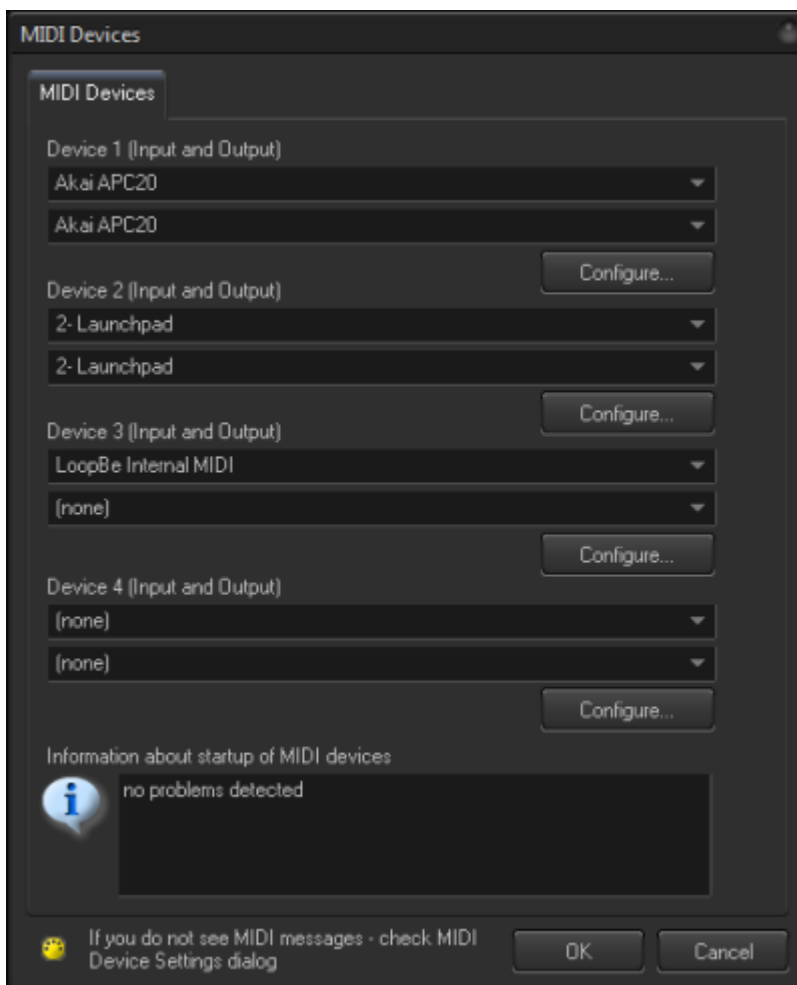 MIDI Devices
MIDI Devices
Device 1 (Input and Output)
Akai APC20
Akai APC20
Configure...
Device 2 (Input and Output)
2- Launchpad
2- Launchpad
Configure...
Device 3 (Input and Output)
LoopBe Internal MIDI
(none)
Configure...
Device 4 (Input and Output)
(none)
(none)
Configure...
Information about startup of MIDI devices
no problems detected
If you do not see MIDI messages - check MIDI
Device Settings dialog
OK
Cancel